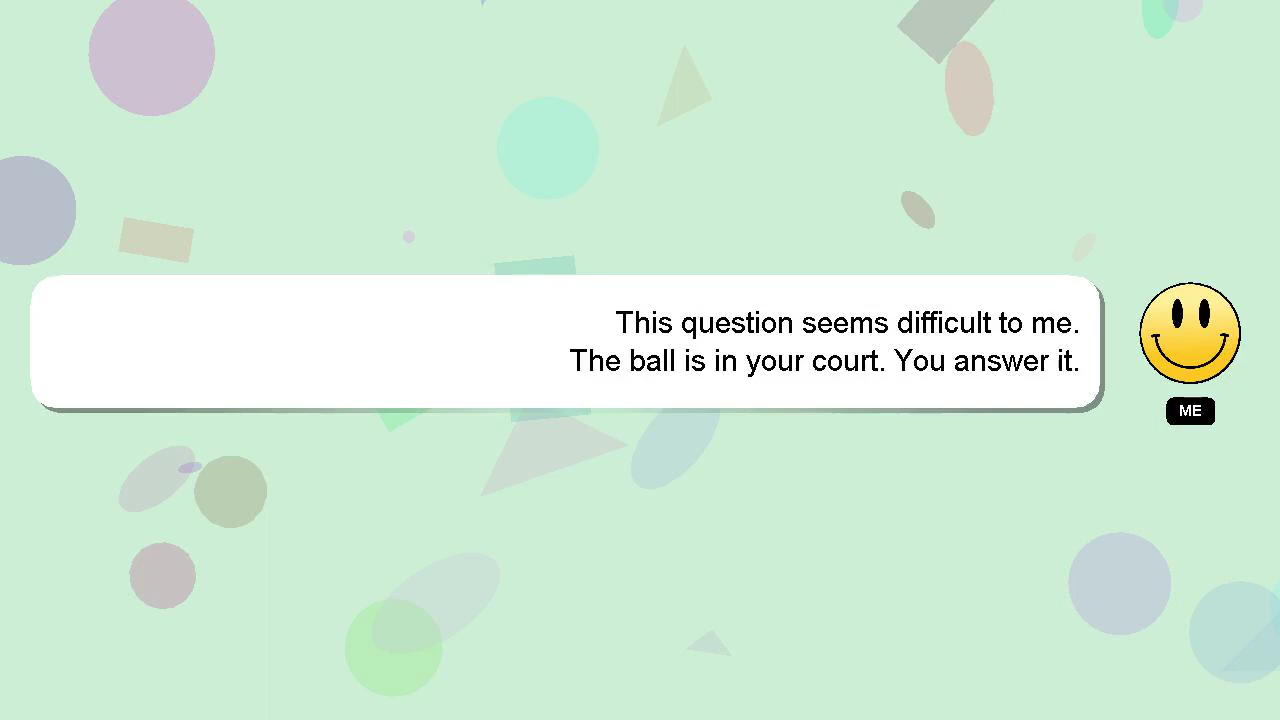 This question seems difficult to me.
The ball is in your court. You answer it.
ME